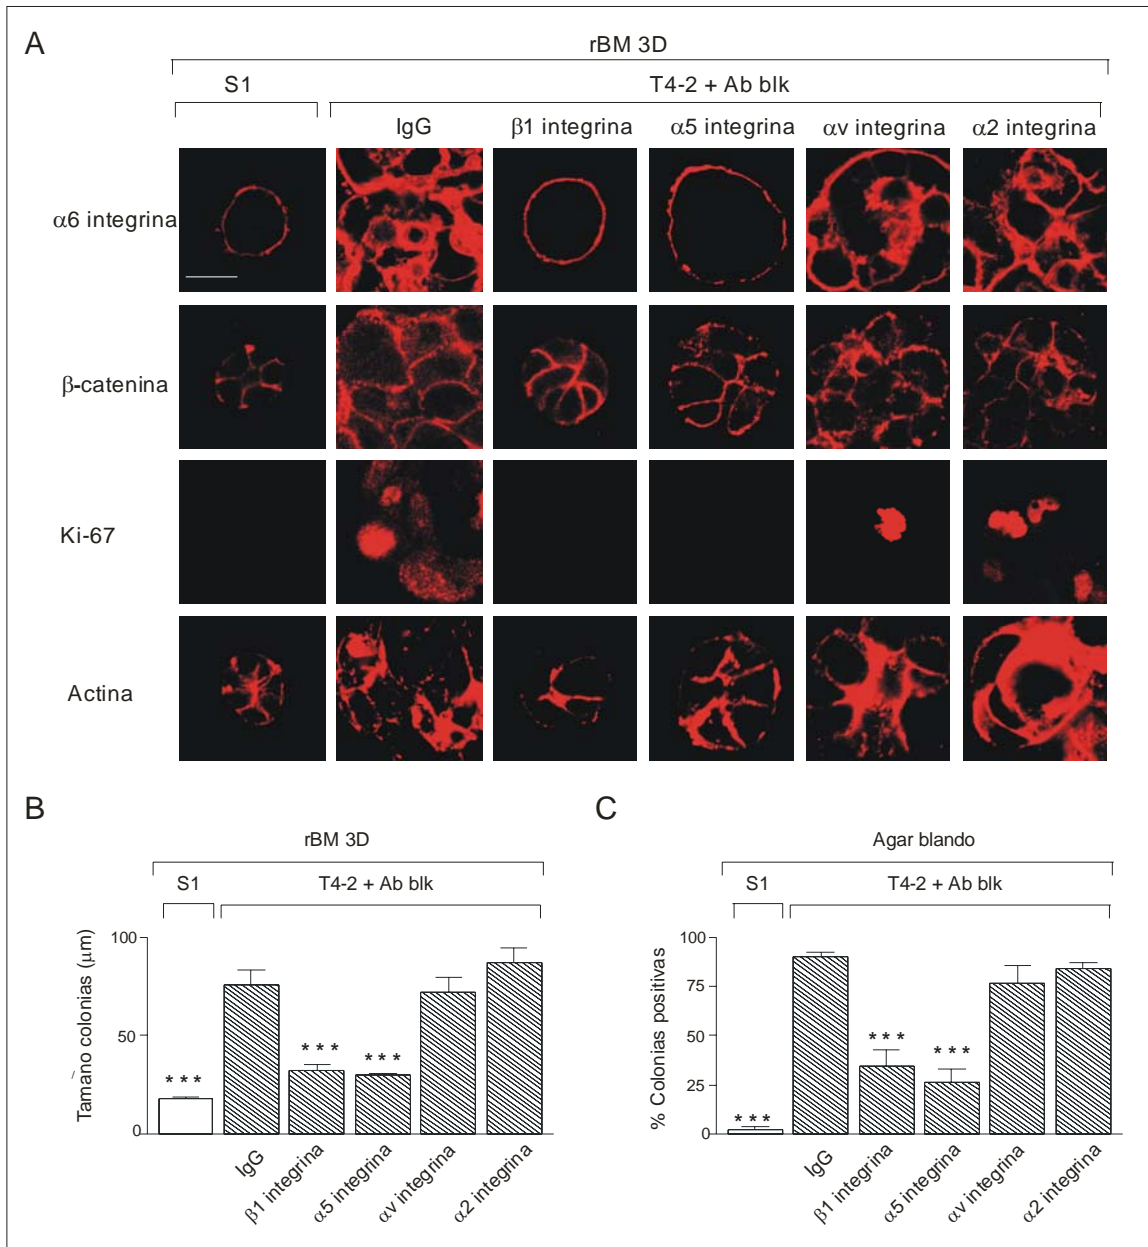 A
rBM 3D
S1
T4-2 + Ab blk
IgG
β1 integrina
α5 integrina
αv integrina
α2 integrina
α6 integrina
β-catenina
Ki-67
Actina
B
rBM 3D
S1
T4-2 + Ab blk
Tamaño colonias (μm)
100
50
0
***
***
***
IgG
β1 integrina
α5 integrina
αv integrina
α2 integrina
C
Agar blando
S1
T4-2 + Ab blk
% Colonias positivas
100
75
50
25
0
***
***
***
IgG
β1 integrina
α5 integrina
αv integrina
α2 integrina